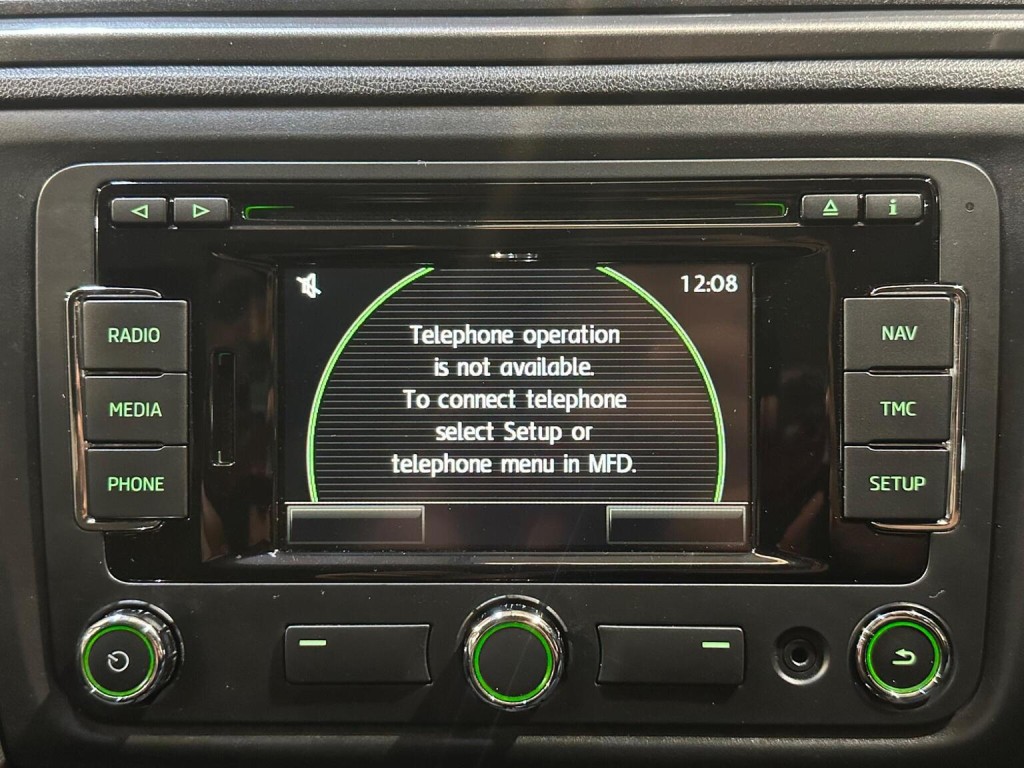 12:08
RADIO
NAV
Telephone operation
is not available.
To connect telephone
select Setup or
telephone menu in MFD.
MEDIA
TMC
PHONE
SETUP
i